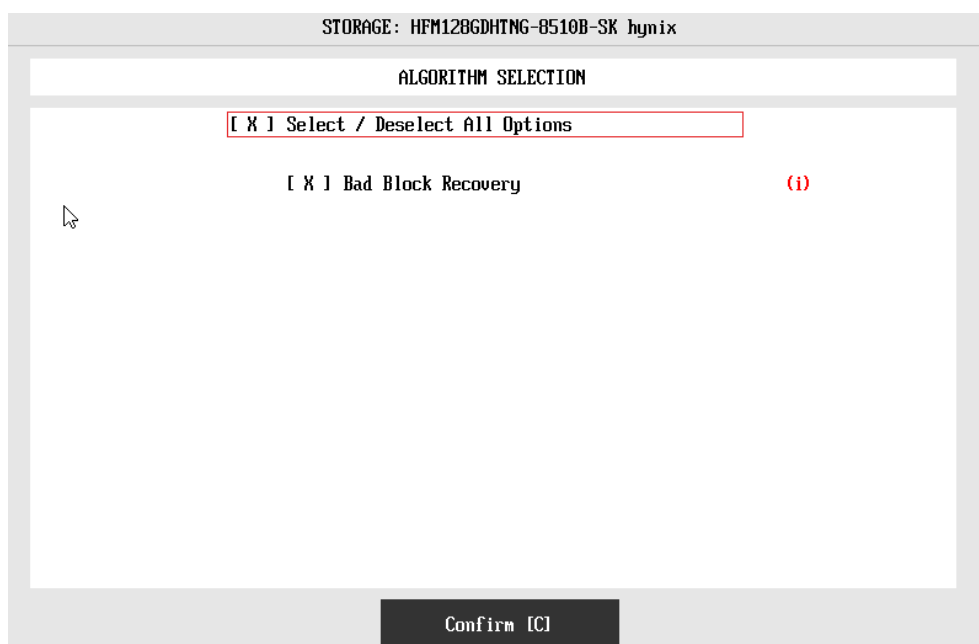 STORAGE: HFM128GDHTNG-8510B-SK hynix
ALGORITHM SELECTION
[ X ] Select / Deselect All Options
[ X ] Bad Block Recovery (i)
Confirm [C]